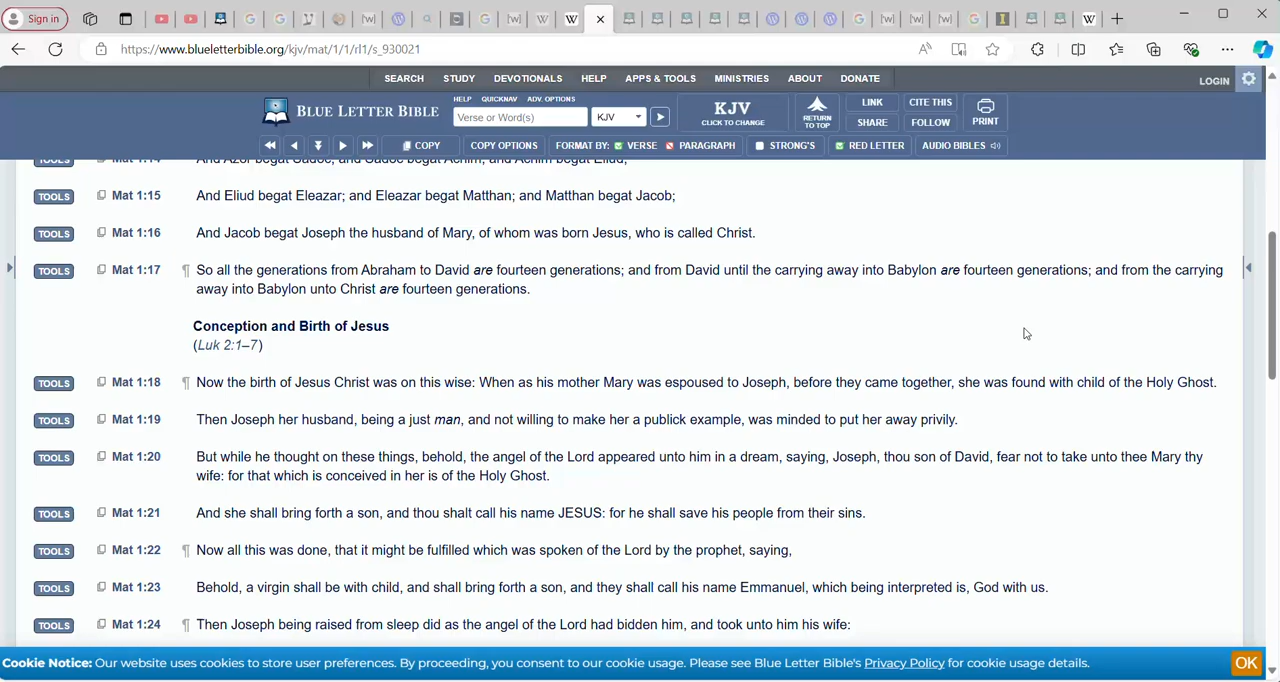 Sign in
https://www.blueletterbible.org/kjv/mat/1/1/rl1/s_930021
SEARCH STUDY DEVOTIONALS HELP APPS & TOOLS MINISTRIES ABOUT DONATE
LOGIN
BLUE LETTER BIBLE
HELP QUICKNAV ADV. OPTIONS
Verse or Word(s) KJV
KJV
CLICK TO CHANGE
RETURN
TO TOP
LINK CITE THIS
SHARE FOLLOW
PRINT
COPY COPY OPTIONS FORMAT BY: VERSE PARAGRAPH STRONG'S RED LETTER AUDIO BIBLES
TOOLS Mat 1:14 And Azor begat Sadoc; and Sadoc begat Achim; and Achim begat Eliud;
TOOLS Mat 1:15 And Eliud begat Eleazar; and Eleazar begat Matthan; and Matthan begat Jacob;
TOOLS Mat 1:16 And Jacob begat Joseph the husband of Mary, of whom was born Jesus, who is called Christ.
TOOLS Mat 1:17 ¶ So all the generations from Abraham to David are fourteen generations; and from David until the carrying away into Babylon are fourteen generations; and from the carrying
away into Babylon unto Christ are fourteen generations.
Conception and Birth of Jesus
(Luk 2:1–7)
TOOLS Mat 1:18 ¶ Now the birth of Jesus Christ was on this wise: When as his mother Mary was espoused to Joseph, before they came together, she was found with child of the Holy Ghost.
TOOLS Mat 1:19 Then Joseph her husband, being a just man, and not willing to make her a publick example, was minded to put her away privily.
TOOLS Mat 1:20 But while he thought on these things, behold, the angel of the Lord appeared unto him in a dream, saying, Joseph, thou son of David, fear not to take unto thee Mary thy
wife: for that which is conceived in her is of the Holy Ghost.
TOOLS Mat 1:21 And she shall bring forth a son, and thou shalt call his name JESUS: for he shall save his people from their sins.
TOOLS Mat 1:22 ¶ Now all this was done, that it might be fulfilled which was spoken of the Lord by the prophet, saying,
TOOLS Mat 1:23 Behold, a virgin shall be with child, and shall bring forth a son, and they shall call his name Emmanuel, which being interpreted is, God with us.
TOOLS Mat 1:24 ¶ Then Joseph being raised from sleep did as the angel of the Lord had bidden him, and took unto him his wife:
Cookie Notice: Our website uses cookies to store user preferences. By proceeding, you consent to our cookie usage. Please see Blue Letter Bible's Privacy Policy for cookie usage details.
OK